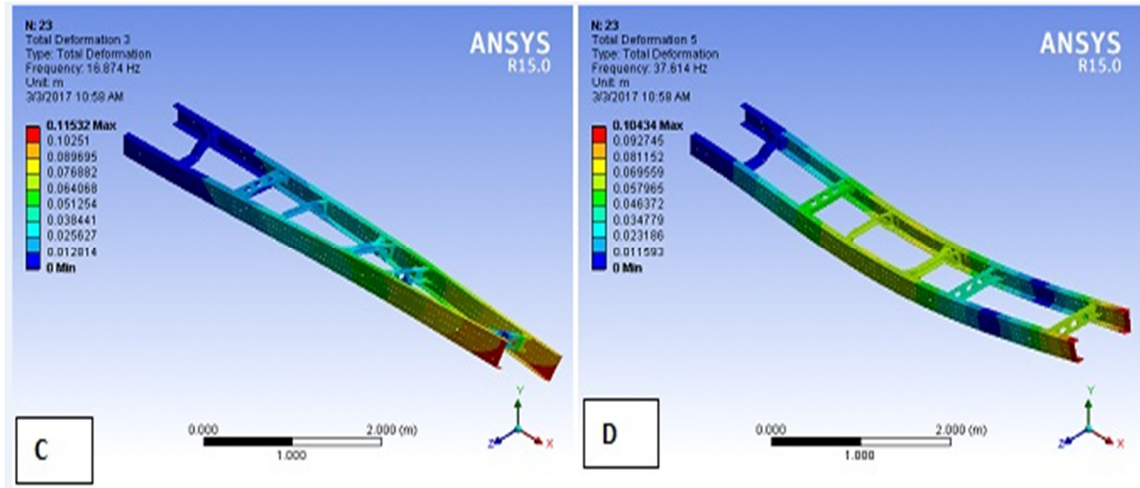 N: 23
Total Deformation 3
Type: Total Deformation
Frequency: 16.874 Hz
Unit: m
3/3/2017 10:58 AM
ANSYS
R15.0
0.11532 Max
0.10251
0.089695
0.076882
0.064068
0.051254
0.038441
0.025627
0.012814
0 Min
0.000
2.000 (m)
1.000
Y
Z
X
C
N: 23
Total Deformation 5
Type: Total Deformation
Frequency: 37.614 Hz
Unit: m
3/3/2017 10:58 AM
ANSYS
R15.0
0.10434 Max
0.092745
0.081152
0.069559
0.057965
0.046372
0.034779
0.023186
0.011593
0 Min
0.000
2.000 (m)
1.000
Y
Z
X
D